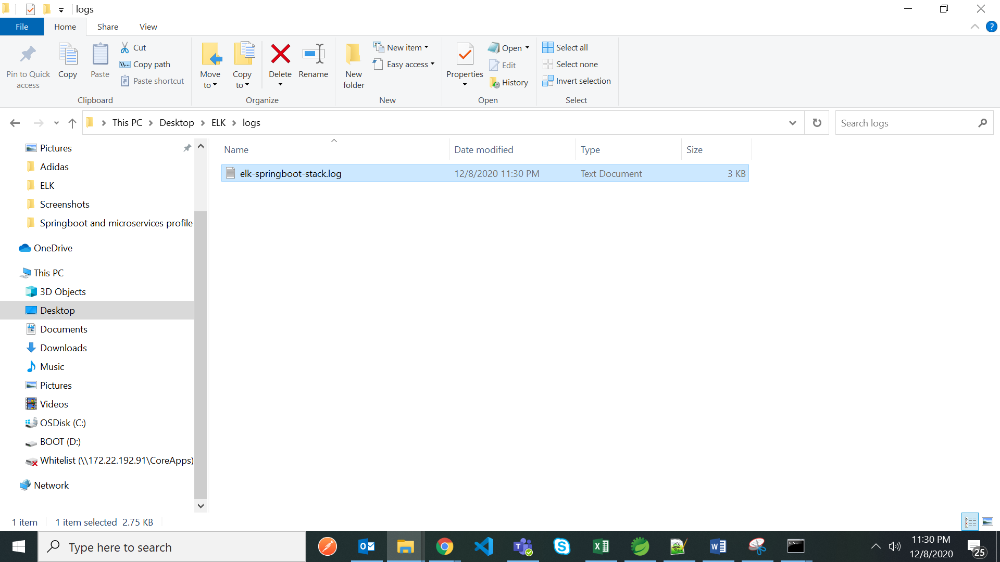 logs
File Home Share View
Pin to Quick access
Copy
Paste
Cut
Copy path
Paste shortcut
Clipboard
Move to
Copy to
Delete
Rename
Organize
New folder
New item
Easy access
New
Properties
Open
Edit
History
Open
Select all
Select none
Invert selection
Select
This PC > Desktop > ELK > logs
Search logs
Pictures
Adidas
ELK
Screenshots
Springboot and microservices profile
OneDrive
This PC
3D Objects
Desktop
Documents
Downloads
Music
Pictures
Videos
OSDisk (C:)
BOOT (D:)
Whitelist (\\172.22.192.91\CoreApps)
Network
Name Date modified Type Size
elk-springboot-stack.log 12/8/2020 11:30 PM Text Document 3 KB
1 item 1 item selected 2.75 KB
Type here to search
11:30 PM
12/8/2020
25